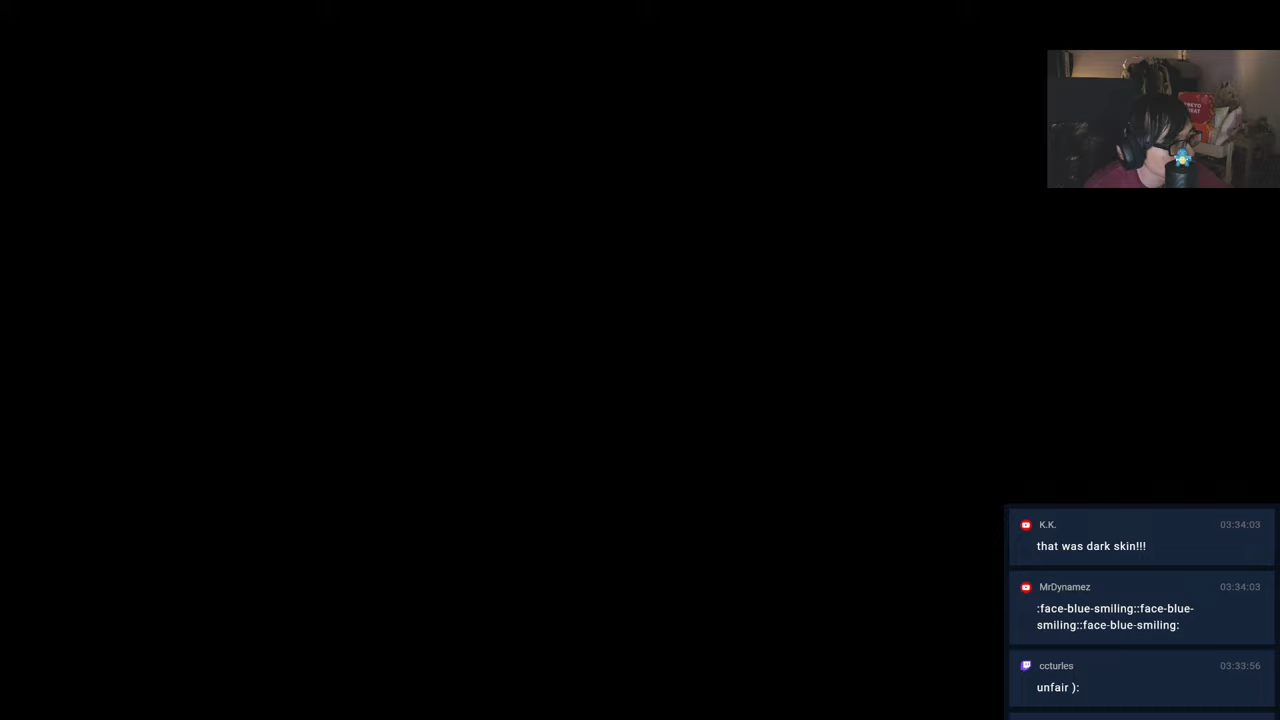 K.K.
03:34:03
that was dark skin!!!
MrDynamez
03:34:03
:face-blue-smiling::face-blue-
smiling::face-blue-smiling:
ccturles
03:33:56
unfair ):